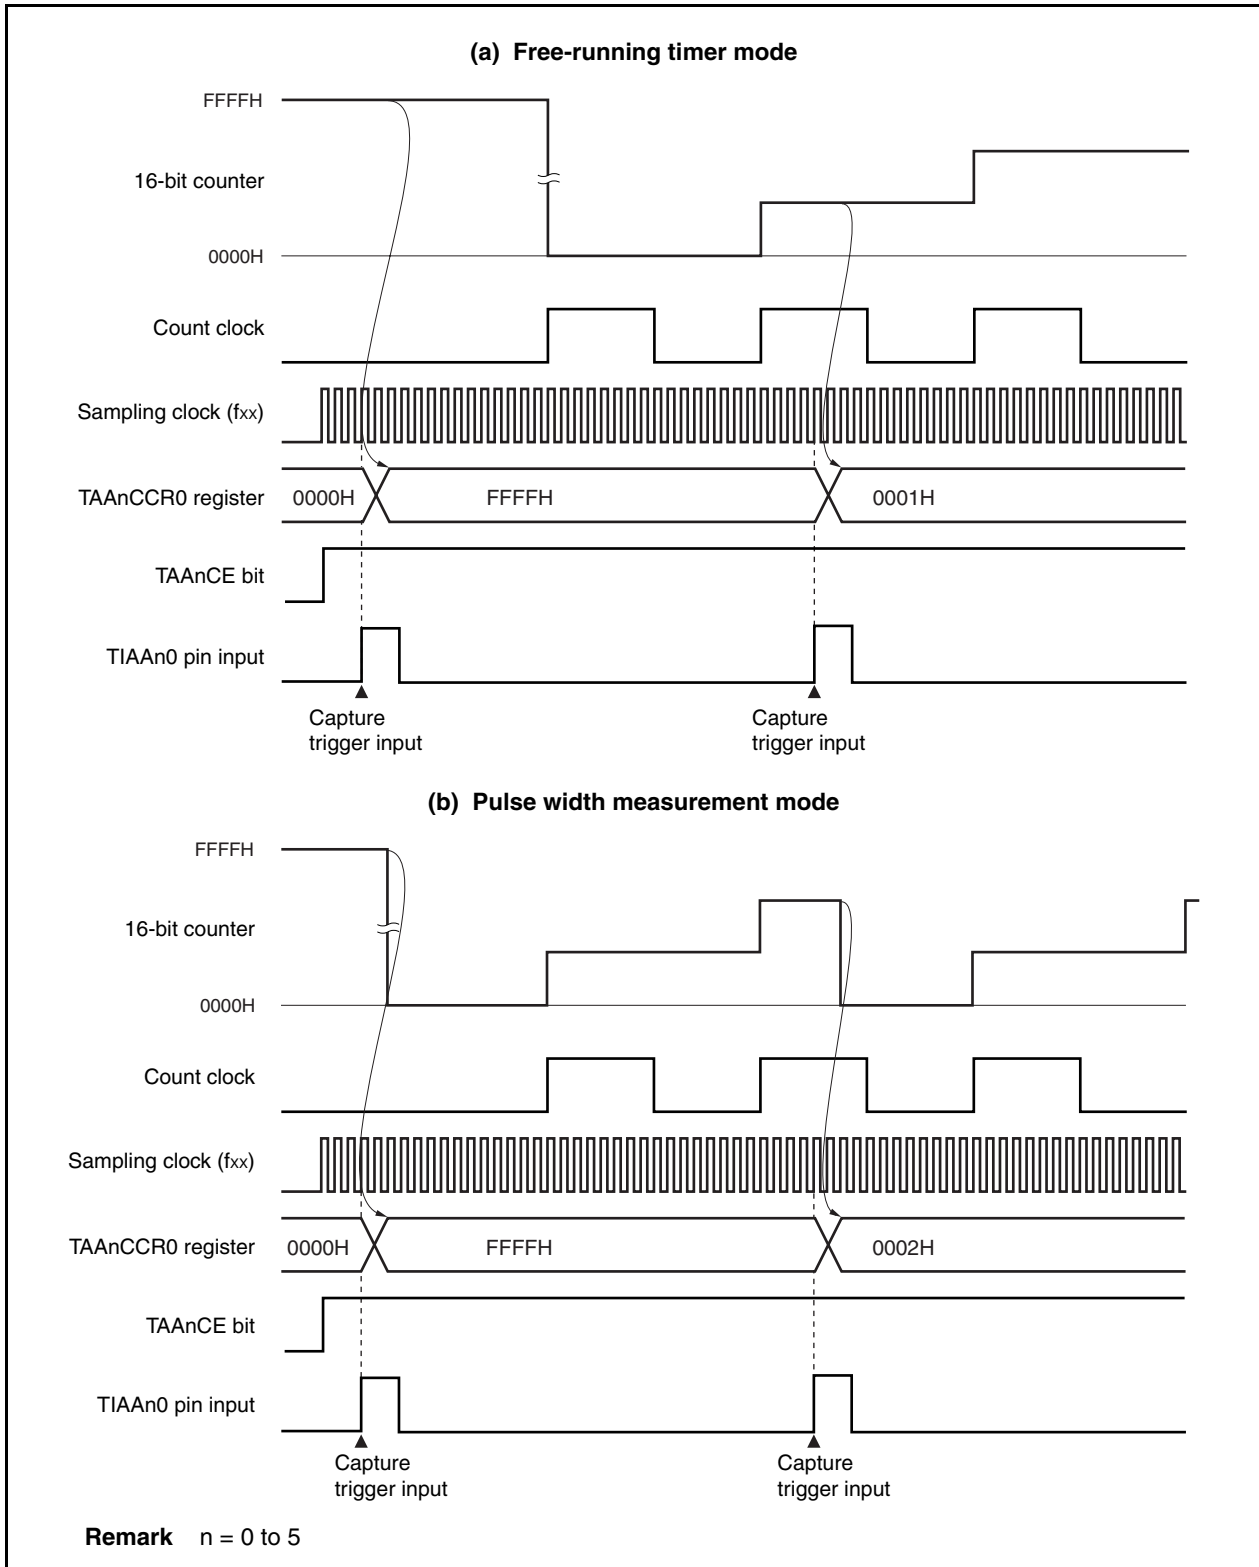 (a) Free-running timer mode
FFFFH
16-bit counter
0000H
Count clock
Sampling clock (fxx)
TAAnCCR0 register
0000H
FFFFH
0001H
TAAnCE bit
TIAAn0 pin input
Capture
trigger input
Capture
trigger input
(b) Pulse width measurement mode
FFFFH
16-bit counter
0000H
Count clock
Sampling clock (fxx)
TAAnCCR0 register
0000H
FFFFH
0002H
TAAnCE bit
TIAAn0 pin input
Capture
trigger input
Capture
trigger input
Remark n = 0 to 5